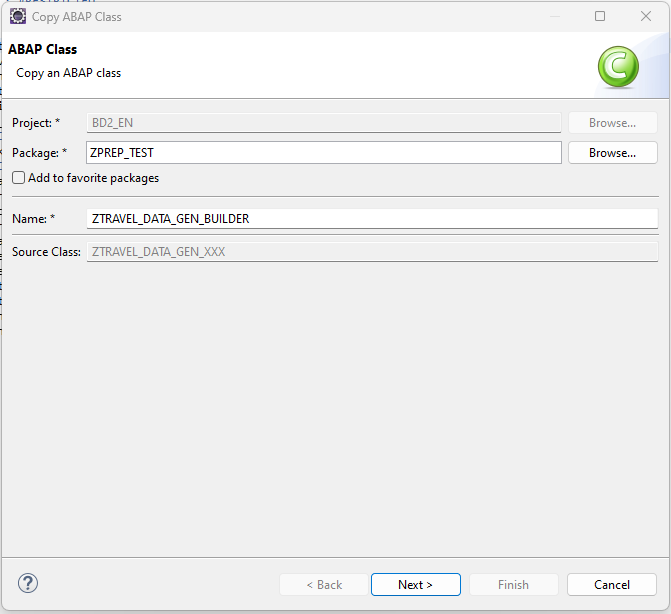 Copy ABAP Class
ABAP Class
Copy an ABAP class
C
Project: * BD2_EN Browse...
Package: * ZPREP_TEST Browse...
Add to favorite packages
Name: * ZTRAVEL_DATA_GEN_BUILDER
Source Class: ZTRAVEL_DATA_GEN_XXX
? < Back Next > Finish Cancel